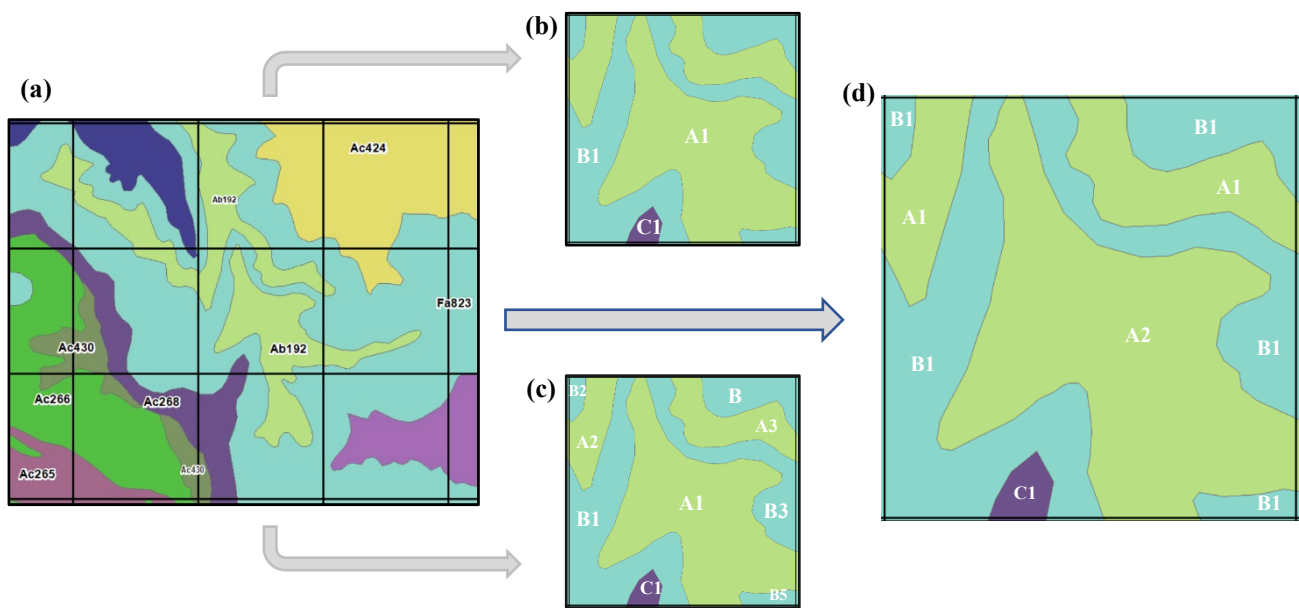 (a)
Ac424
Ab192
Fa823
Ab192
Ac430
Ac266
Ac268
Ac265
Ac430
(b)
A1
B1
C1
(c)
B2
B
A3
A2
A1
B3
B1
C1
B5
(d)
B1
B1
A1
A1
A2
B1
B1
C1
B1